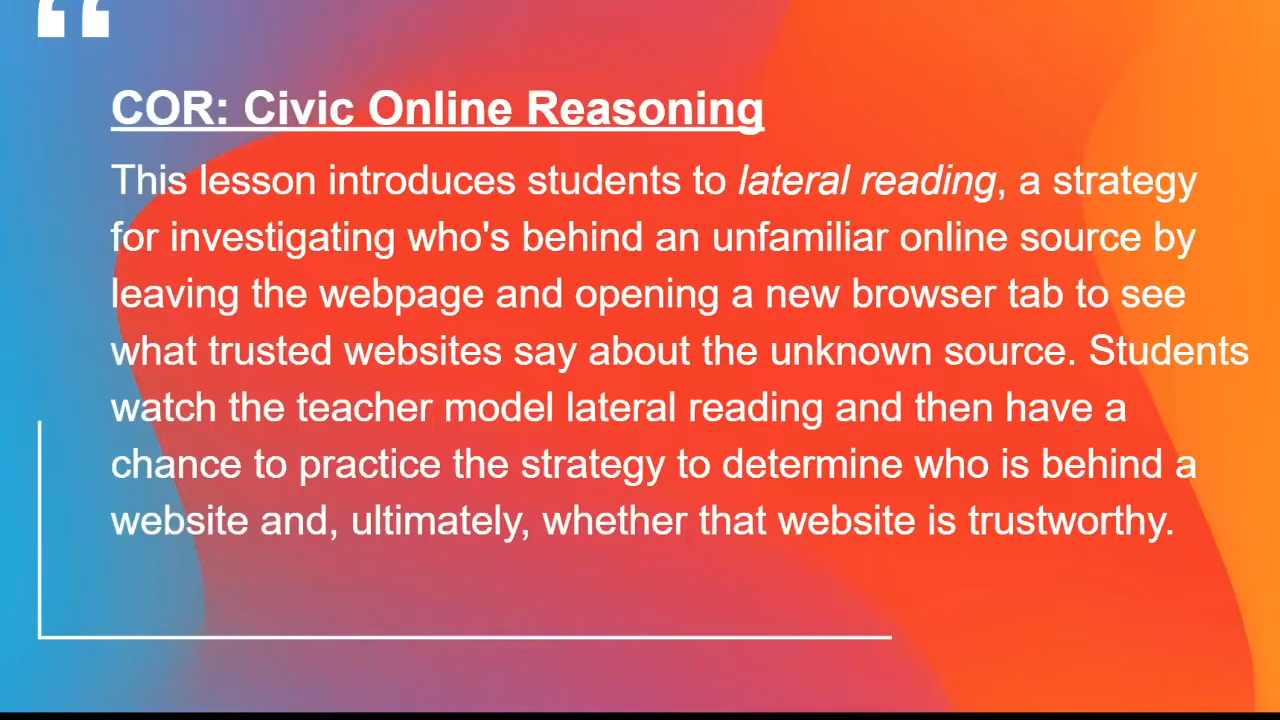 “
COR: Civic Online Reasoning
This lesson introduces students to lateral reading, a strategy
for investigating who's behind an unfamiliar online source by
leaving the webpage and opening a new browser tab to see
what trusted websites say about the unknown source. Students
watch the teacher model lateral reading and then have a
chance to practice the strategy to determine who is behind a
website and, ultimately, whether that website is trustworthy.